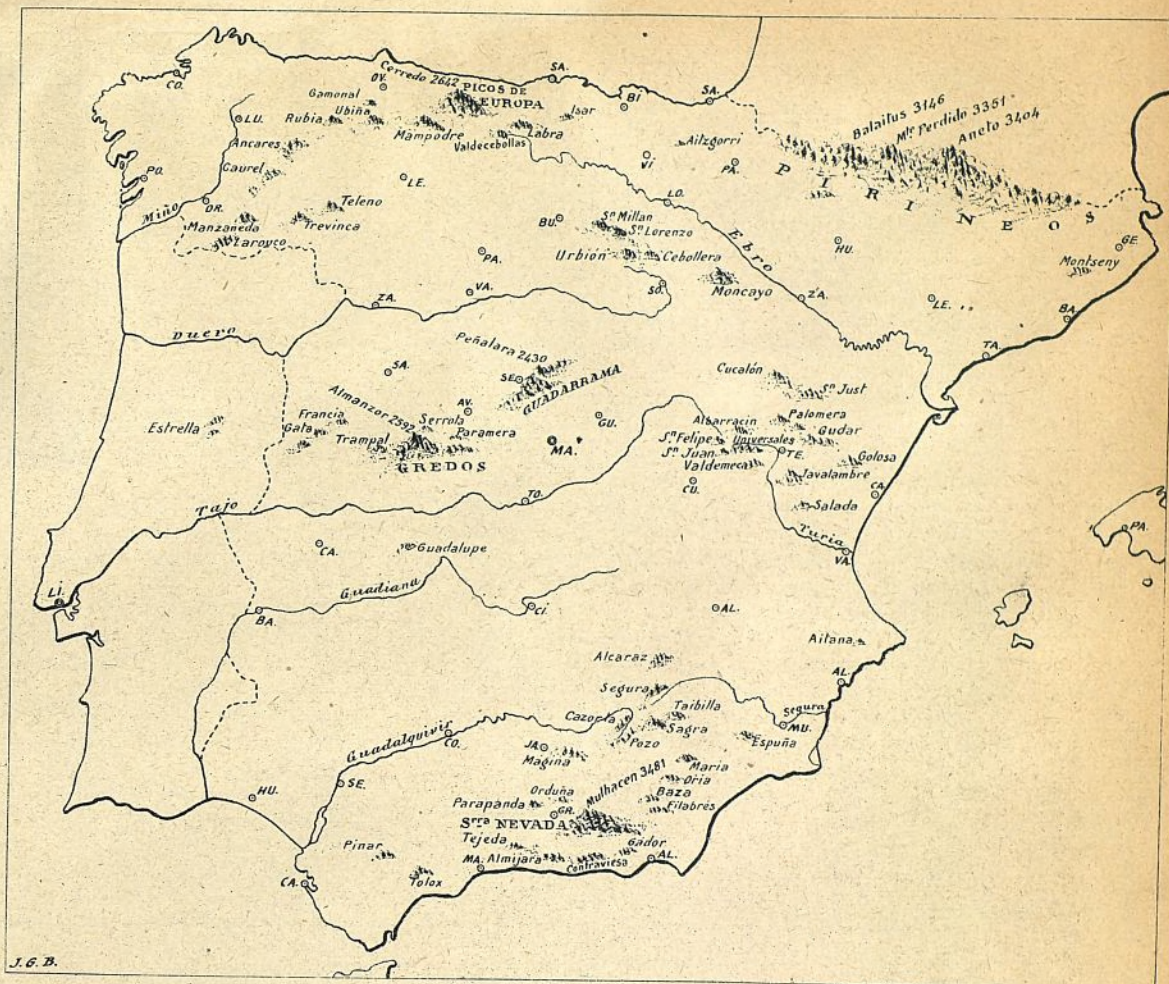 Cerredo 2642
PICOS DE
EUROPA
SA.
OV.
CO.
Gamonal
Ubiña
Rubia
Mampodre
Valdecebollas
Labra
Isar
BI
SA.
Balaitus 3146
Mte Perdido 3351
Aneto 3404
LU.
Ancares
Caurel
Aitzgorri
VI
PA.
PIRINEOS
PO.
LE.
LO.
Miño
OR.
Teleno
Trevinca
Manzaneda
Larouco
BU.
Sn Millan
Sn Lorenzo
Ebro
HU.
GE.
Montseny
Urbión
Cebollera
PA.
VA.
ZA.
SO.
Moncayo
ZA.
LE.
BA.
TA.
Duero
Peñalara 2430
SE.
GUADARRAMA
SA.
Cucalón
Sn Just
Almanzor 2592
AV.
Estrella
Francia
Gata
Serrota
Paramera
Trampal
GREDOS
GU.
MA.
Albarracin
Palomera
Sn Felipe
Universales
Gudar
Sn Juan
TE.
Valdemeca
Golosa
Javalambre
CU.
CA.
Salada
Tajo
TO.
Turia
VA.
PA.
CA.
Guadalupe
Guadiana
LI.
BA.
CI.
AL.
Aitana
Alcaraz
AL.
Segura
Segura
Taibilla
Cazorla
Sagra
MU.
Pozo
Espuña
Guadalquivir
CO.
JA.
Magina
Mulhacen 3481
Maria
Oria
HU.
SE.
Orduña
Baza
Parapanda
GR.
Filabres
Srra NEVADA
Tejeda
Gador
Pinar
MA.
Almijara
Contraviesa
AL.
CA.
Tolox
J.G.B.